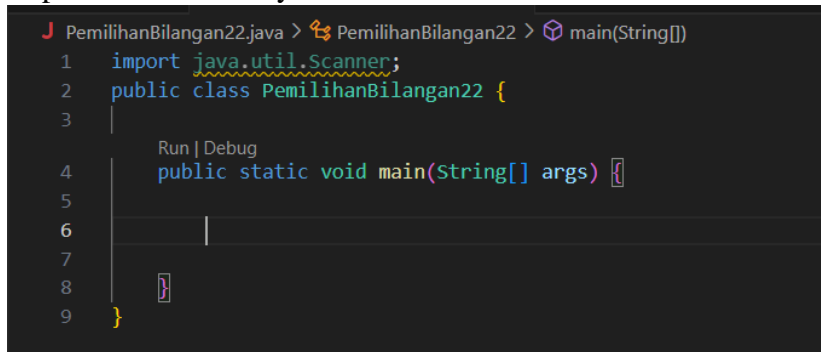 J PemilihanBilangan22.java > PemilihanBilangan22 > main(String[])
1 import java.util.Scanner;
2 public class PemilihanBilangan22 {
3
Run | Debug
4 public static void main(String[] args) {
5
6
7
8 }
9 }